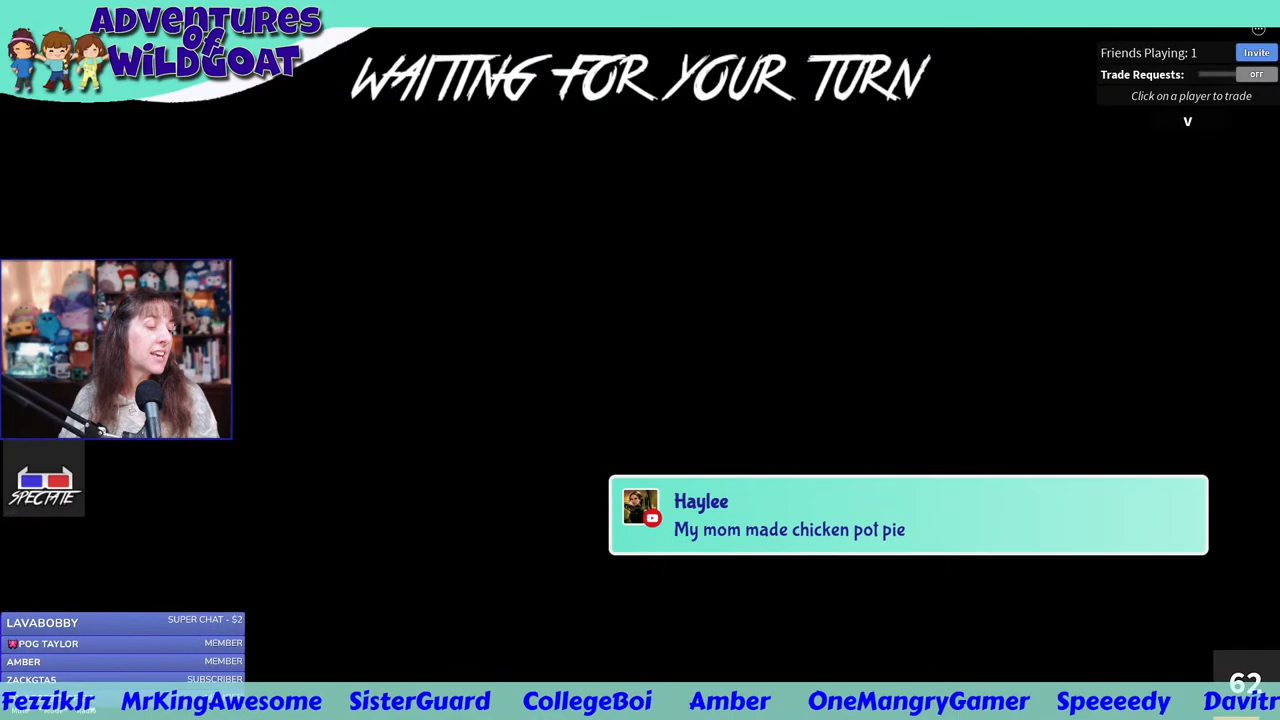 ADVENTURES
OF
WILDGOAT
WAITING FOR YOUR TURN
Friends Playing: 1
Invite
Trade Requests:
OFF
Click on a player to trade
v
SPECTATE
Haylee
My mom made chicken pot pie
LAVABOBBY SUPER CHAT - $2
POG TAYLOR MEMBER
AMBER MEMBER
ZACKGTA5 SUBSCRIBER
62
FezzikJr MrKingAwesome SisterGuard CollegeBoi Amber OneMangryGamer Speeeedy Davitr